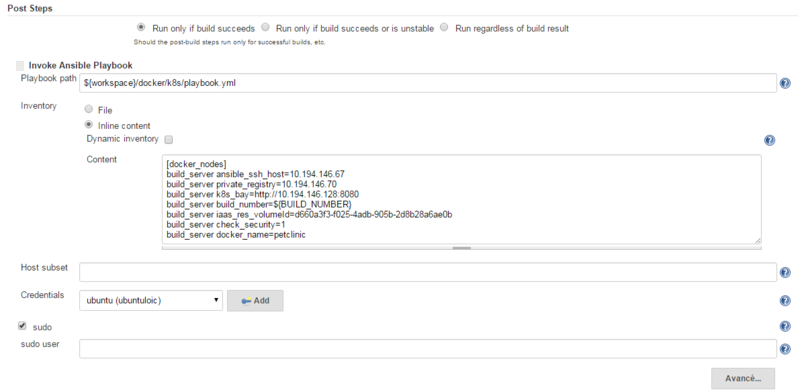 Post Steps
Run only if build succeeds Run only if build succeeds or is unstable Run regardless of build result
Should the post-build steps run only for successful builds, etc.
Invoke Ansible Playbook
Playbook path ${workspace}/docker/k8s/playbook.yml
Inventory
File
Inline content
Dynamic inventory
Content
[docker_nodes]
build_server ansible_ssh_host=10.194.146.67
build_server private_registry=10.194.146.70
build_server k8s_bay=http://10.194.146.128:8080
build_server build_number=${BUILD_NUMBER}
build_server iaas_res_volumeId=d660a3f3-f025-4adb-905b-2d8b28a6ae0b
build_server check_security=1
build_server docker_name=petclinic
Host subset
Credentials ubuntu (ubuntuloic) Add
sudo
sudo user
Avancé...